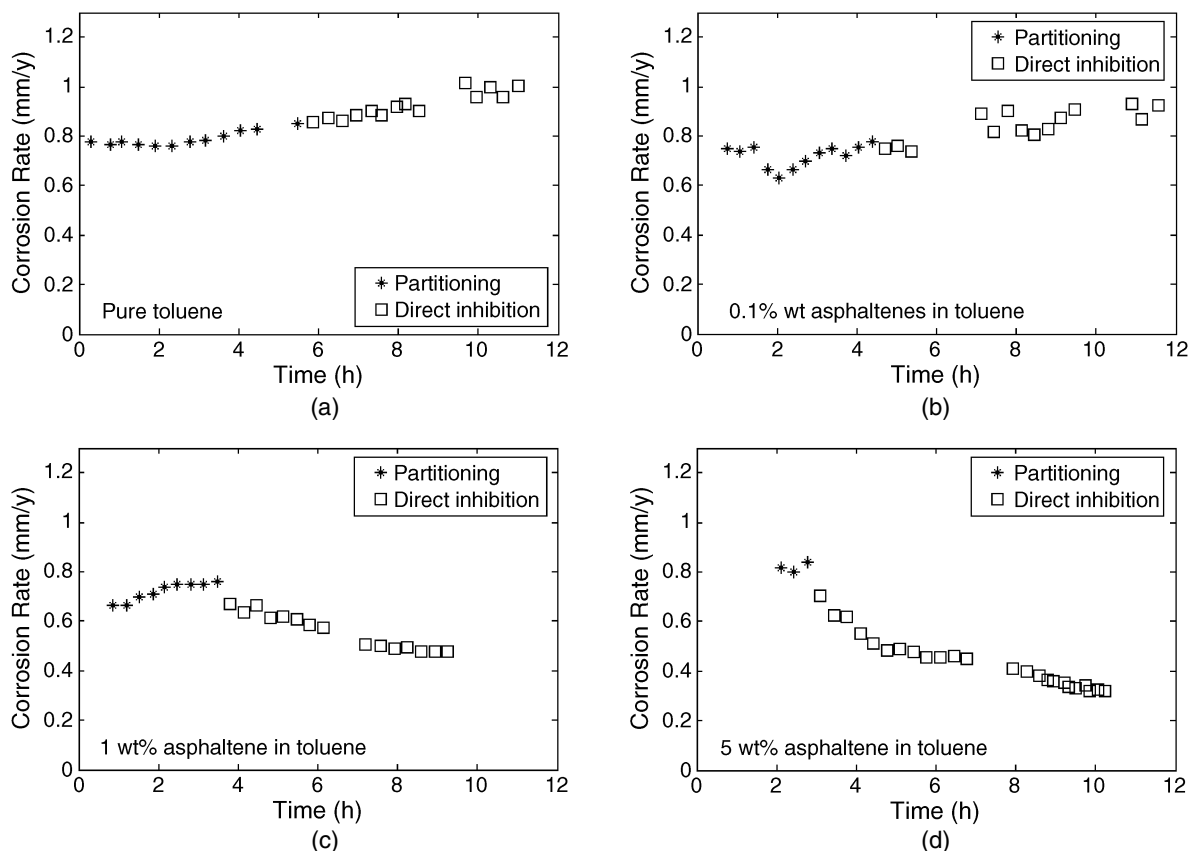 1.2
1
0.8
0.6
0.4
0.2
0
Corrosion Rate (mm/y)
Partitioning
Direct inhibition
Pure toluene
0 2 4 6 8 10 12
Time (h)
(a)
1.2
1
0.8
0.6
0.4
0.2
0
Corrosion Rate (mm/y)
Partitioning
Direct inhibition
0.1% wt asphaltenes in toluene
0 2 4 6 8 10 12
Time (h)
(b)
1.2
1
0.8
0.6
0.4
0.2
0
Corrosion Rate (mm/y)
Partitioning
Direct inhibition
1 wt% asphaltene in toluene
0 2 4 6 8 10 12
Time (h)
(c)
1.2
1
0.8
0.6
0.4
0.2
0
Corrosion Rate (mm/y)
Partitioning
Direct inhibition
5 wt% asphaltene in toluene
0 2 4 6 8 10 12
Time (h)
(d)